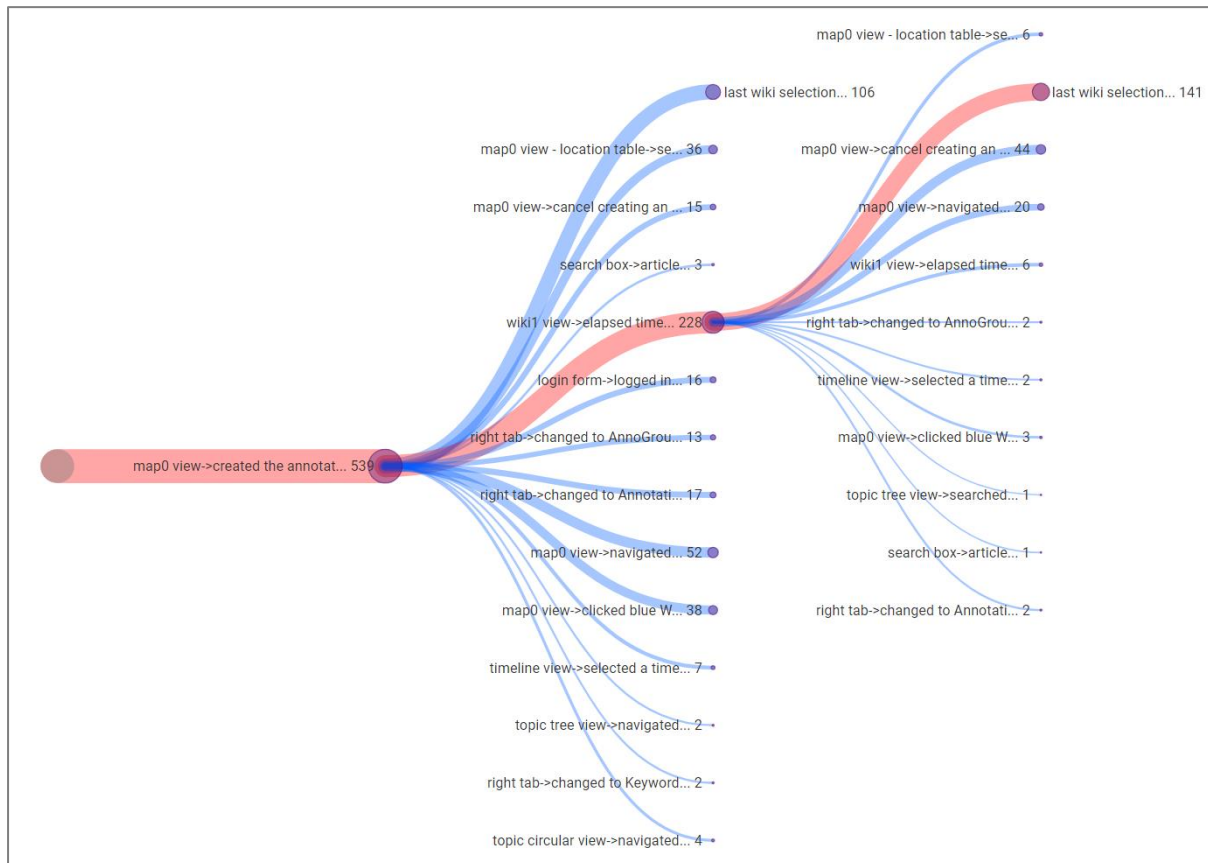 map0 view->created the annotat... 539
last wiki selection... 106
map0 view - location table->se... 36
map0 view->cancel creating an ... 15
search box->article... 3
wiki1 view->elapsed time... 228
login form->logged in... 16
right tab->changed to AnnoGrou... 13
right tab->changed to Annotati... 17
map0 view->navigated... 52
map0 view->clicked blue W... 38
timeline view->selected a time... 7
topic tree view->navigated... 2
right tab->changed to Keyword... 2
topic circular view->navigated... 4
map0 view - location table->se... 6
last wiki selection... 141
map0 view->cancel creating an ... 44
map0 view->navigated... 20
wiki1 view->elapsed time... 6
right tab->changed to AnnoGrou... 2
timeline view->selected a time... 2
map0 view->clicked blue W... 3
topic tree view->searched... 1
search box->article... 1
right tab->changed to Annotati... 2